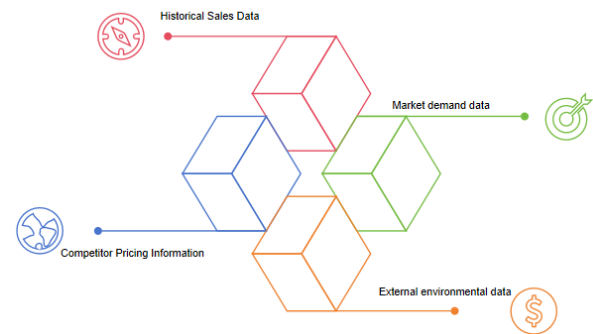 Historical Sales Data
Market demand data
Competitor Pricing Information
External environmental data
$